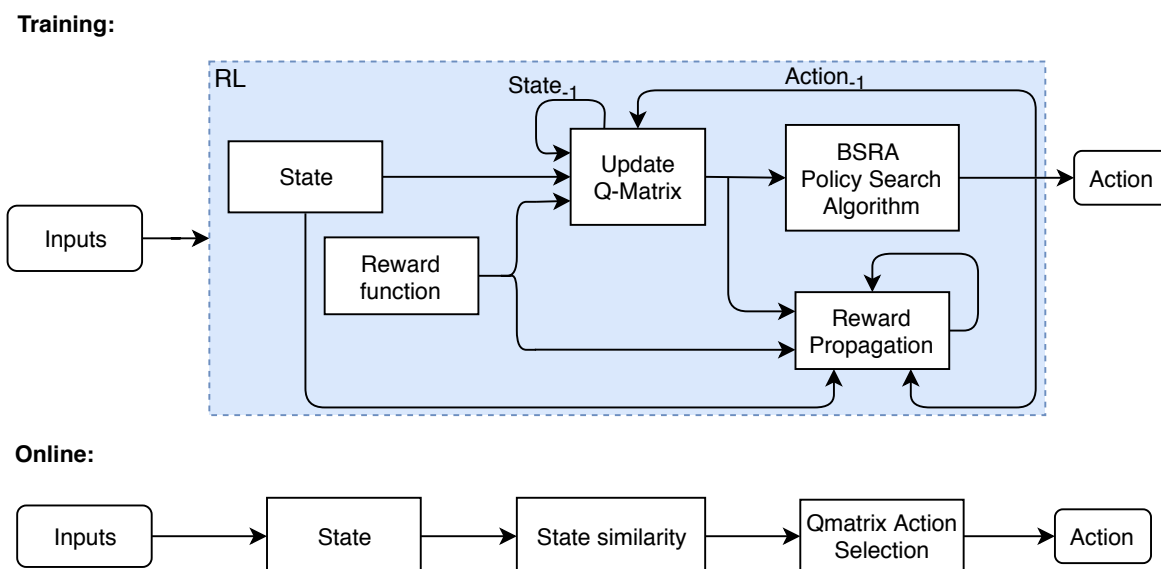 Training:
RL
State-1
Action-1
State
Update
Q-Matrix
BSRA
Policy Search
Algorithm
Action
Inputs
Reward
function
Reward
Propagation
Online:
Inputs
State
State similarity
Qmatrix Action
Selection
Action